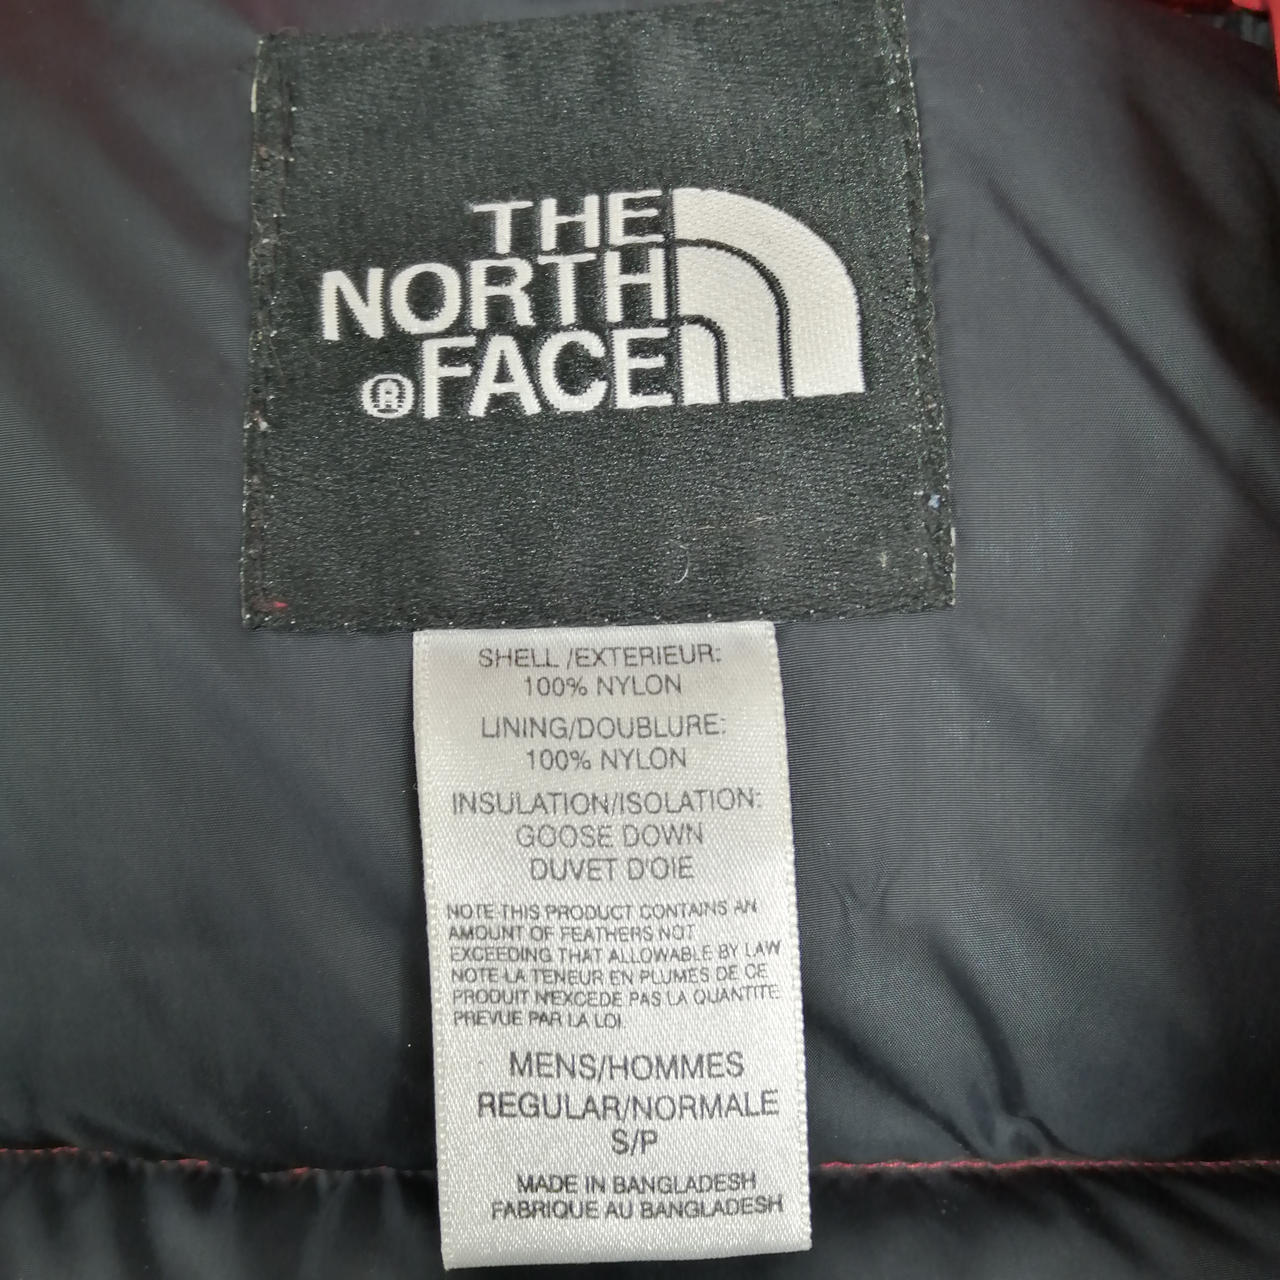 THE
NORTH
®FACE
SHELL /EXTERIEUR:
100% NYLON
LINING/DOUBLURE:
100% NYLON
INSULATION/ISOLATION:
GOOSE DOWN
DUVET D'OIE
NOTE-THIS PRODUCT CONTAINS AN
AMOUNT OF FEATHERS NOT
EXCEEDING THAT ALLOWABLE BY LAW
NOTE-LA TENEUR EN PLUMES DE CE
PRODUIT N'EXCEDE PAS LA QUANTITE
PREVUE PAR LA LOI.
MENS/HOMMES
REGULAR/NORMALE
S/P
MADE IN BANGLADESH
FABRIQUE AU BANGLADESH